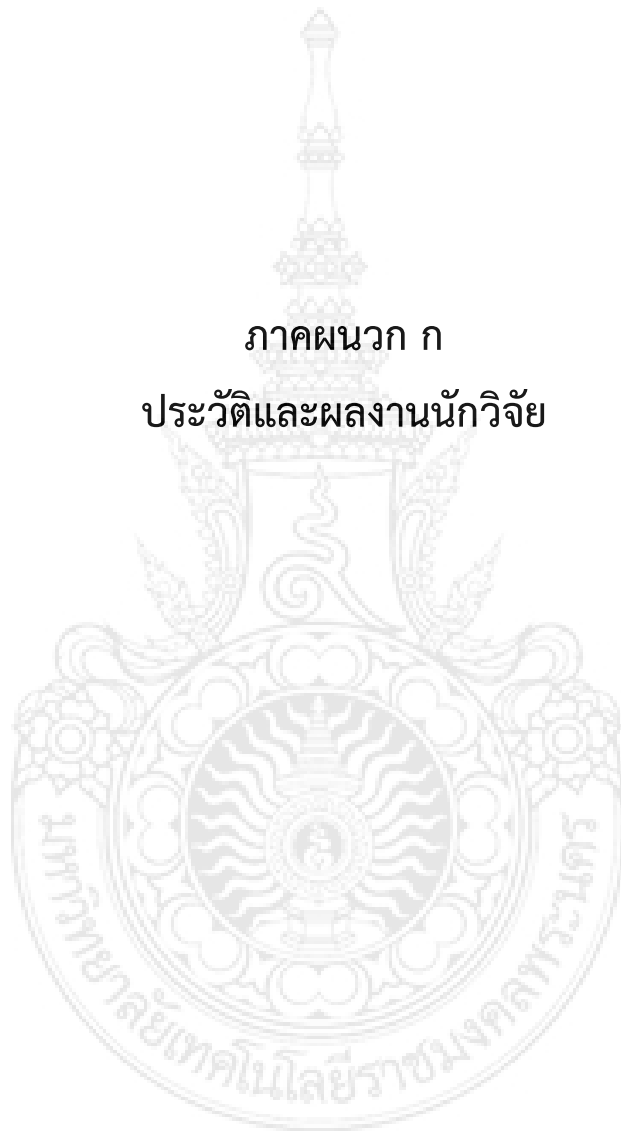 ภาคผนวก ก
ประวัติและผลงานนักวิจัย
มหาวิทยาลัยเทคโนโลยีราชมงคลพระนคร